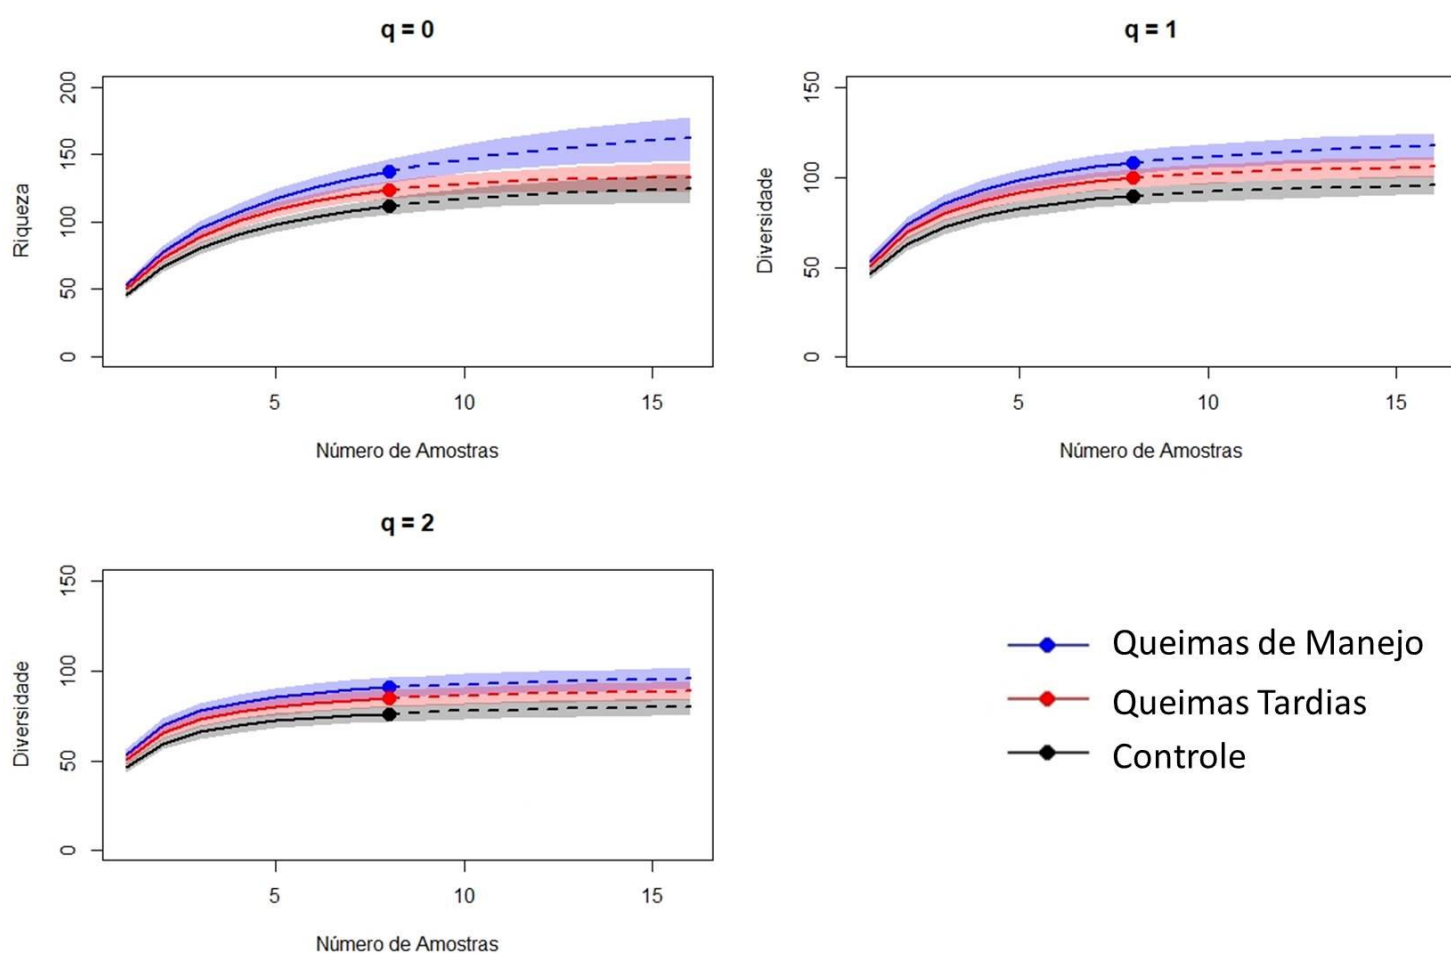 q = 0
200
150
100
50
0
Riqueza
5
10
15
Número de Amostras
q = 1
150
100
50
0
Diversidade
5
10
15
Número de Amostras
q = 2
150
100
50
0
Diversidade
5
10
15
Número de Amostras
Queimas de Manejo
Queimas Tardias
Controle